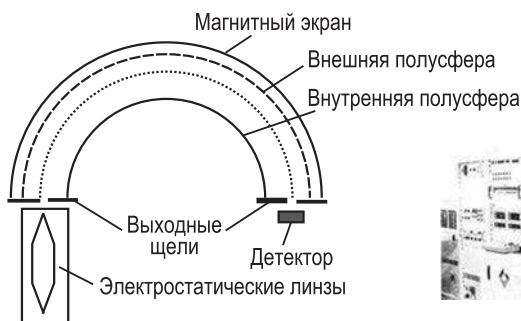 Магнитный экран
Внешняя полусфера
Внутренняя полусфера
Выходные
щели
Детектор
Электростатические линзы